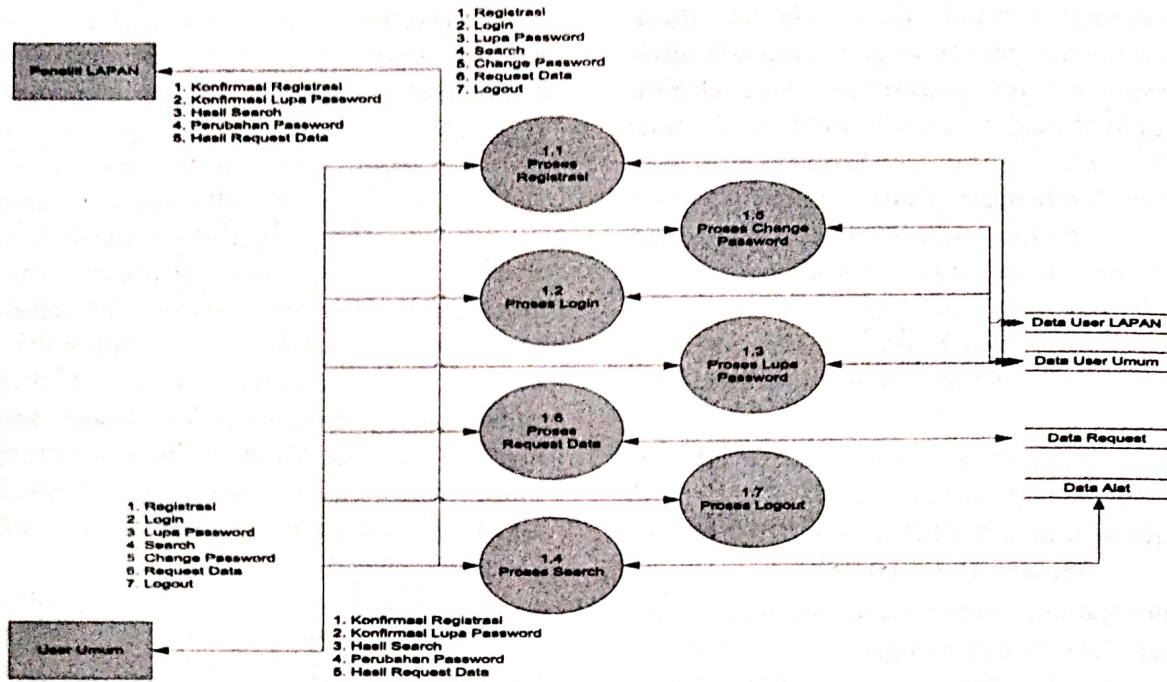 1. Registrasi
2. Login
3. Lupa Password
4. Search
5. Change Password
6. Request Data
7. Logout
Peneliti LAPAN
1. Konfirmasi Registrasi
2. Konfirmasi Lupa Password
3. Hasil Search
4. Perubahan Password
5. Hasil Request Data
1.1
Proses
Registrasi
1.5
Proses Change
Password
1.2
Proses Login
Data User LAPAN
1.3
Proses Lupa
Password
Data User Umum
1.6
Proses
Request Data
Data Request
1.7
Proses Logout
Data Alat
1. Registrasi
2. Login
3 Lupa Password
4 Search
5 Change Password
6. Request Data
7. Logout
1.4
Proses Search
User Umum
1. Konfirmasi Registrasi
2. Konfirmasi Lupa Password
3. Hasil Search
4. Perubahan Password
5. Hasil Request Data